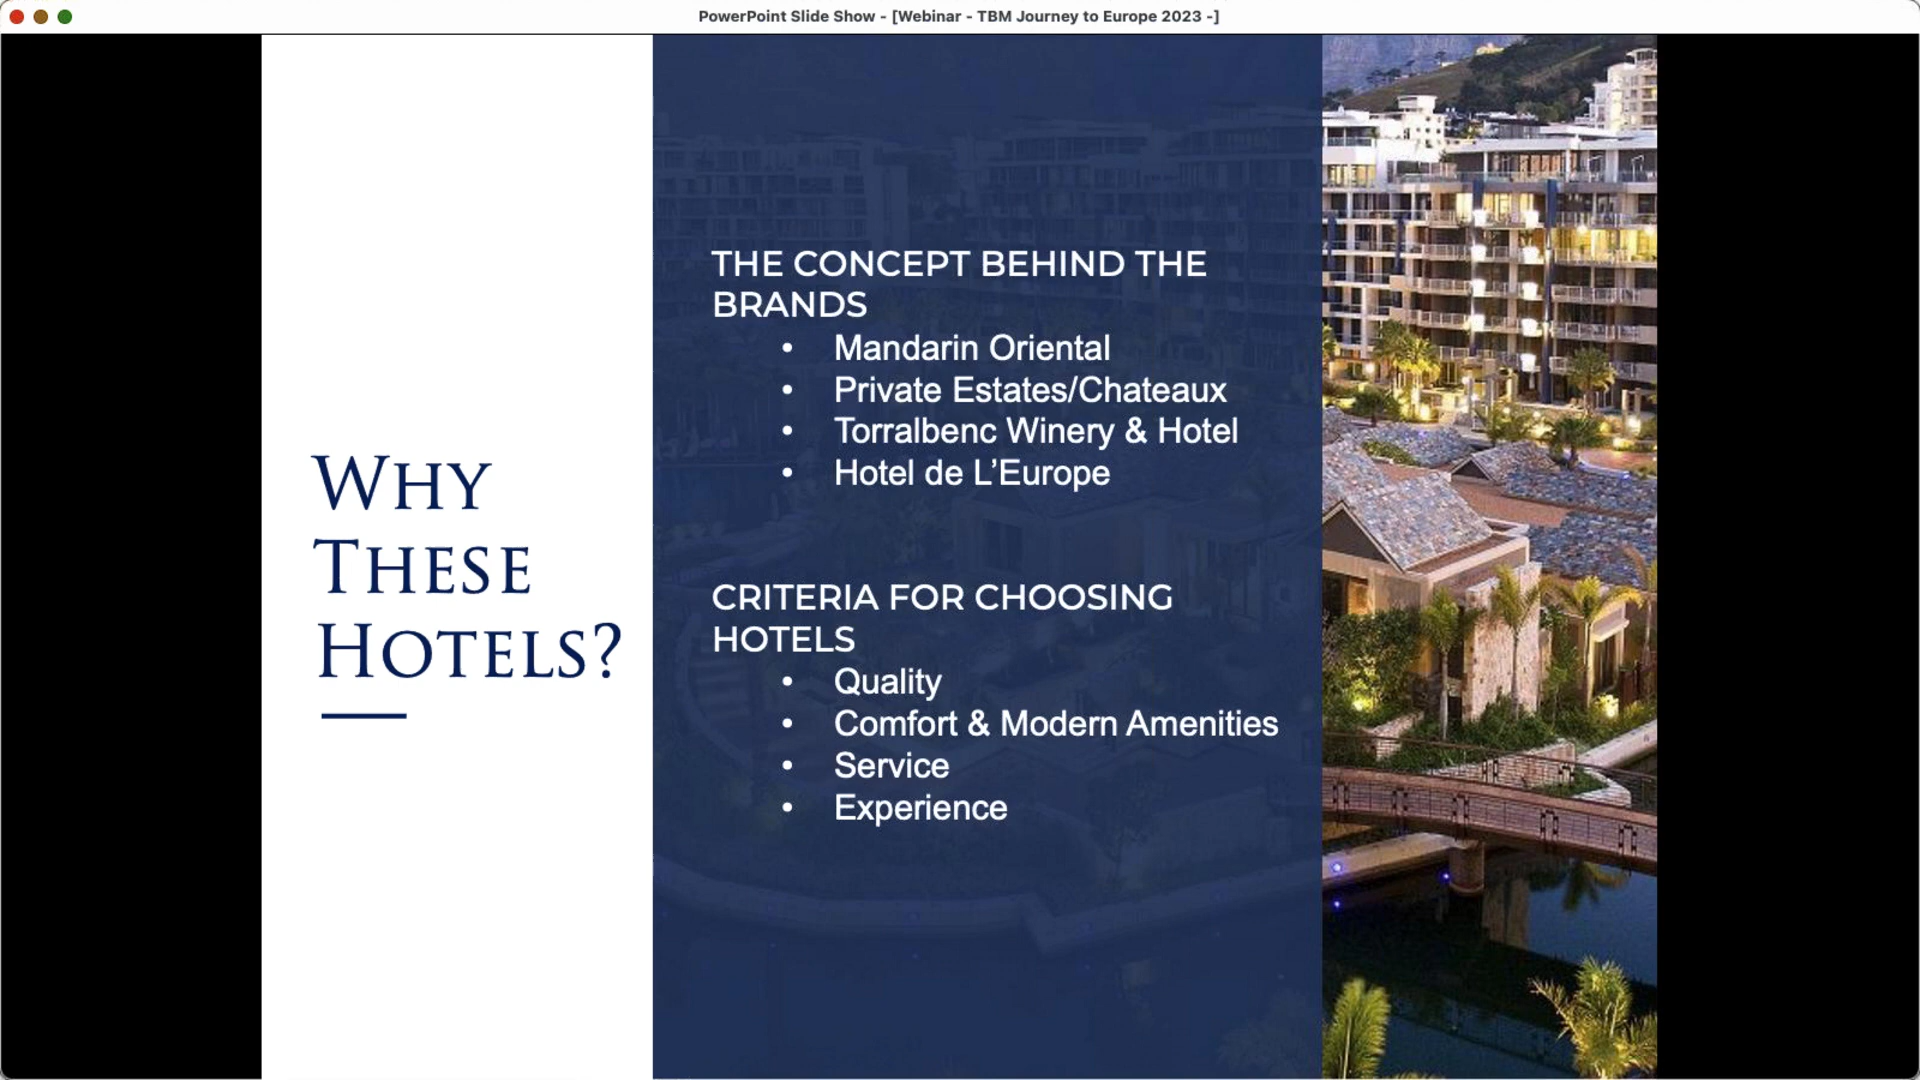 PowerPoint Slide Show - [Webinar - TBM Journey to Europe 2023 -]
WHY
THESE
HOTELS?
THE CONCEPT BEHIND THE
BRANDS
• Mandarin Oriental
• Private Estates/Chateaux
• Torralbenc Winery & Hotel
• Hotel de L’Europe
CRITERIA FOR CHOOSING
HOTELS
• Quality
• Comfort & Modern Amenities
• Service
• Experience